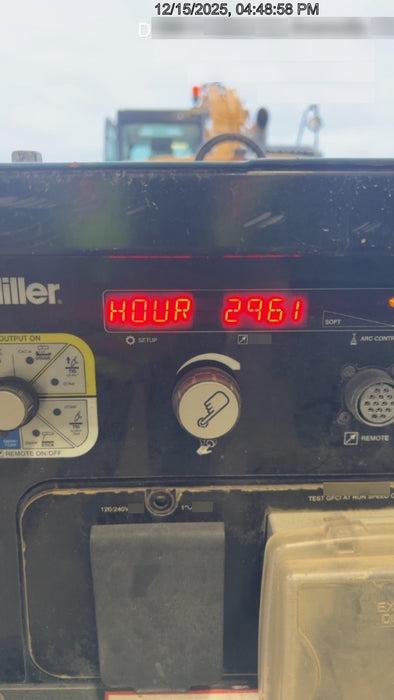 12/15/2025, 04:48:58 PM
D
Miller
HOUR 2961
SETUP
SOFT
ARC CONTR
OUTPUT ON
REMOTE ON/OFF
REMOTE
120/240V
TEST GFCI AT RUN SPEED